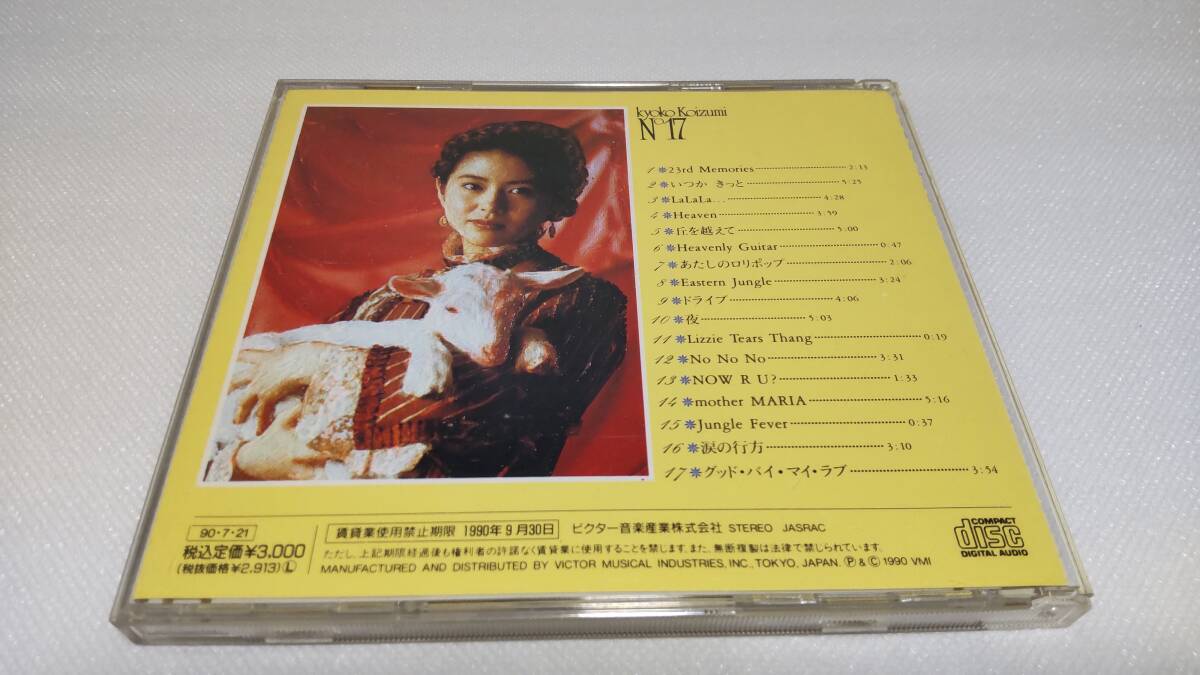 kyoko Koizumi
Nº17
1 ✵ 23rd Memories 2:13
2 ✵ いつか きっと 5:25
3 ✵ LaLaLa... 4:28
4 ✵ Heaven 3:59
5 ✵ 丘を越えて 5:00
6 ✵ Heavenly Guitar 0:47
7 ✵ あたしのロリポップ 2:06
8 ✵ Eastern Jungle 3:24
9 ✵ ドライブ 4:06
10 ✵ 夜 5:03
11 ✵ Lizzie Tears Thang 0:19
12 ✵ No No No 3:31
13 ✵ NOW R U? 1:33
14 ✵ mother MARIA 5:16
15 ✵ Jungle Fever 0:37
16 ✵ 涙の行方 3:10
17 ✵ グッド・バイ・マイ・ラブ 3:54
90・7・21
税込定価¥3,000
(税抜価格¥2,913) Ⓛ
賃貸業使用禁止期限 1990年9月30日 ビクター音楽産業株式会社 STEREO JASRAC
ただし、上記期限経過後も権利者の許諾なく賃貸業に使用することを禁じます。また、無断複製は法律で禁じられています。
MANUFACTURED AND DISTRIBUTED BY VICTOR MUSICAL INDUSTRIES, INC., TOKYO, JAPAN. Ⓟ & Ⓒ 1990 VMI
COMPACT
disc
DIGITAL AUDIO